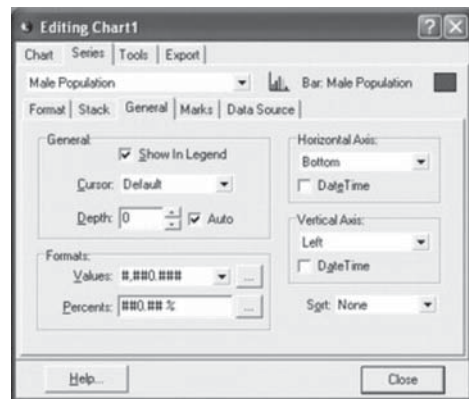 Editing Chart1
Chart Series Tools Export
Male Population Bar: Male Population
Format Stack General Marks Data Source
General:
Show In Legend
Cursor: Default
Depth: 0 Auto
Formats:
Values: #,##0.### ...
Percents: ##0.## % ...
Horizontal Axis:
Bottom
DateTime
Vertical Axis:
Left
DateTime
Sort: None
Help... Close